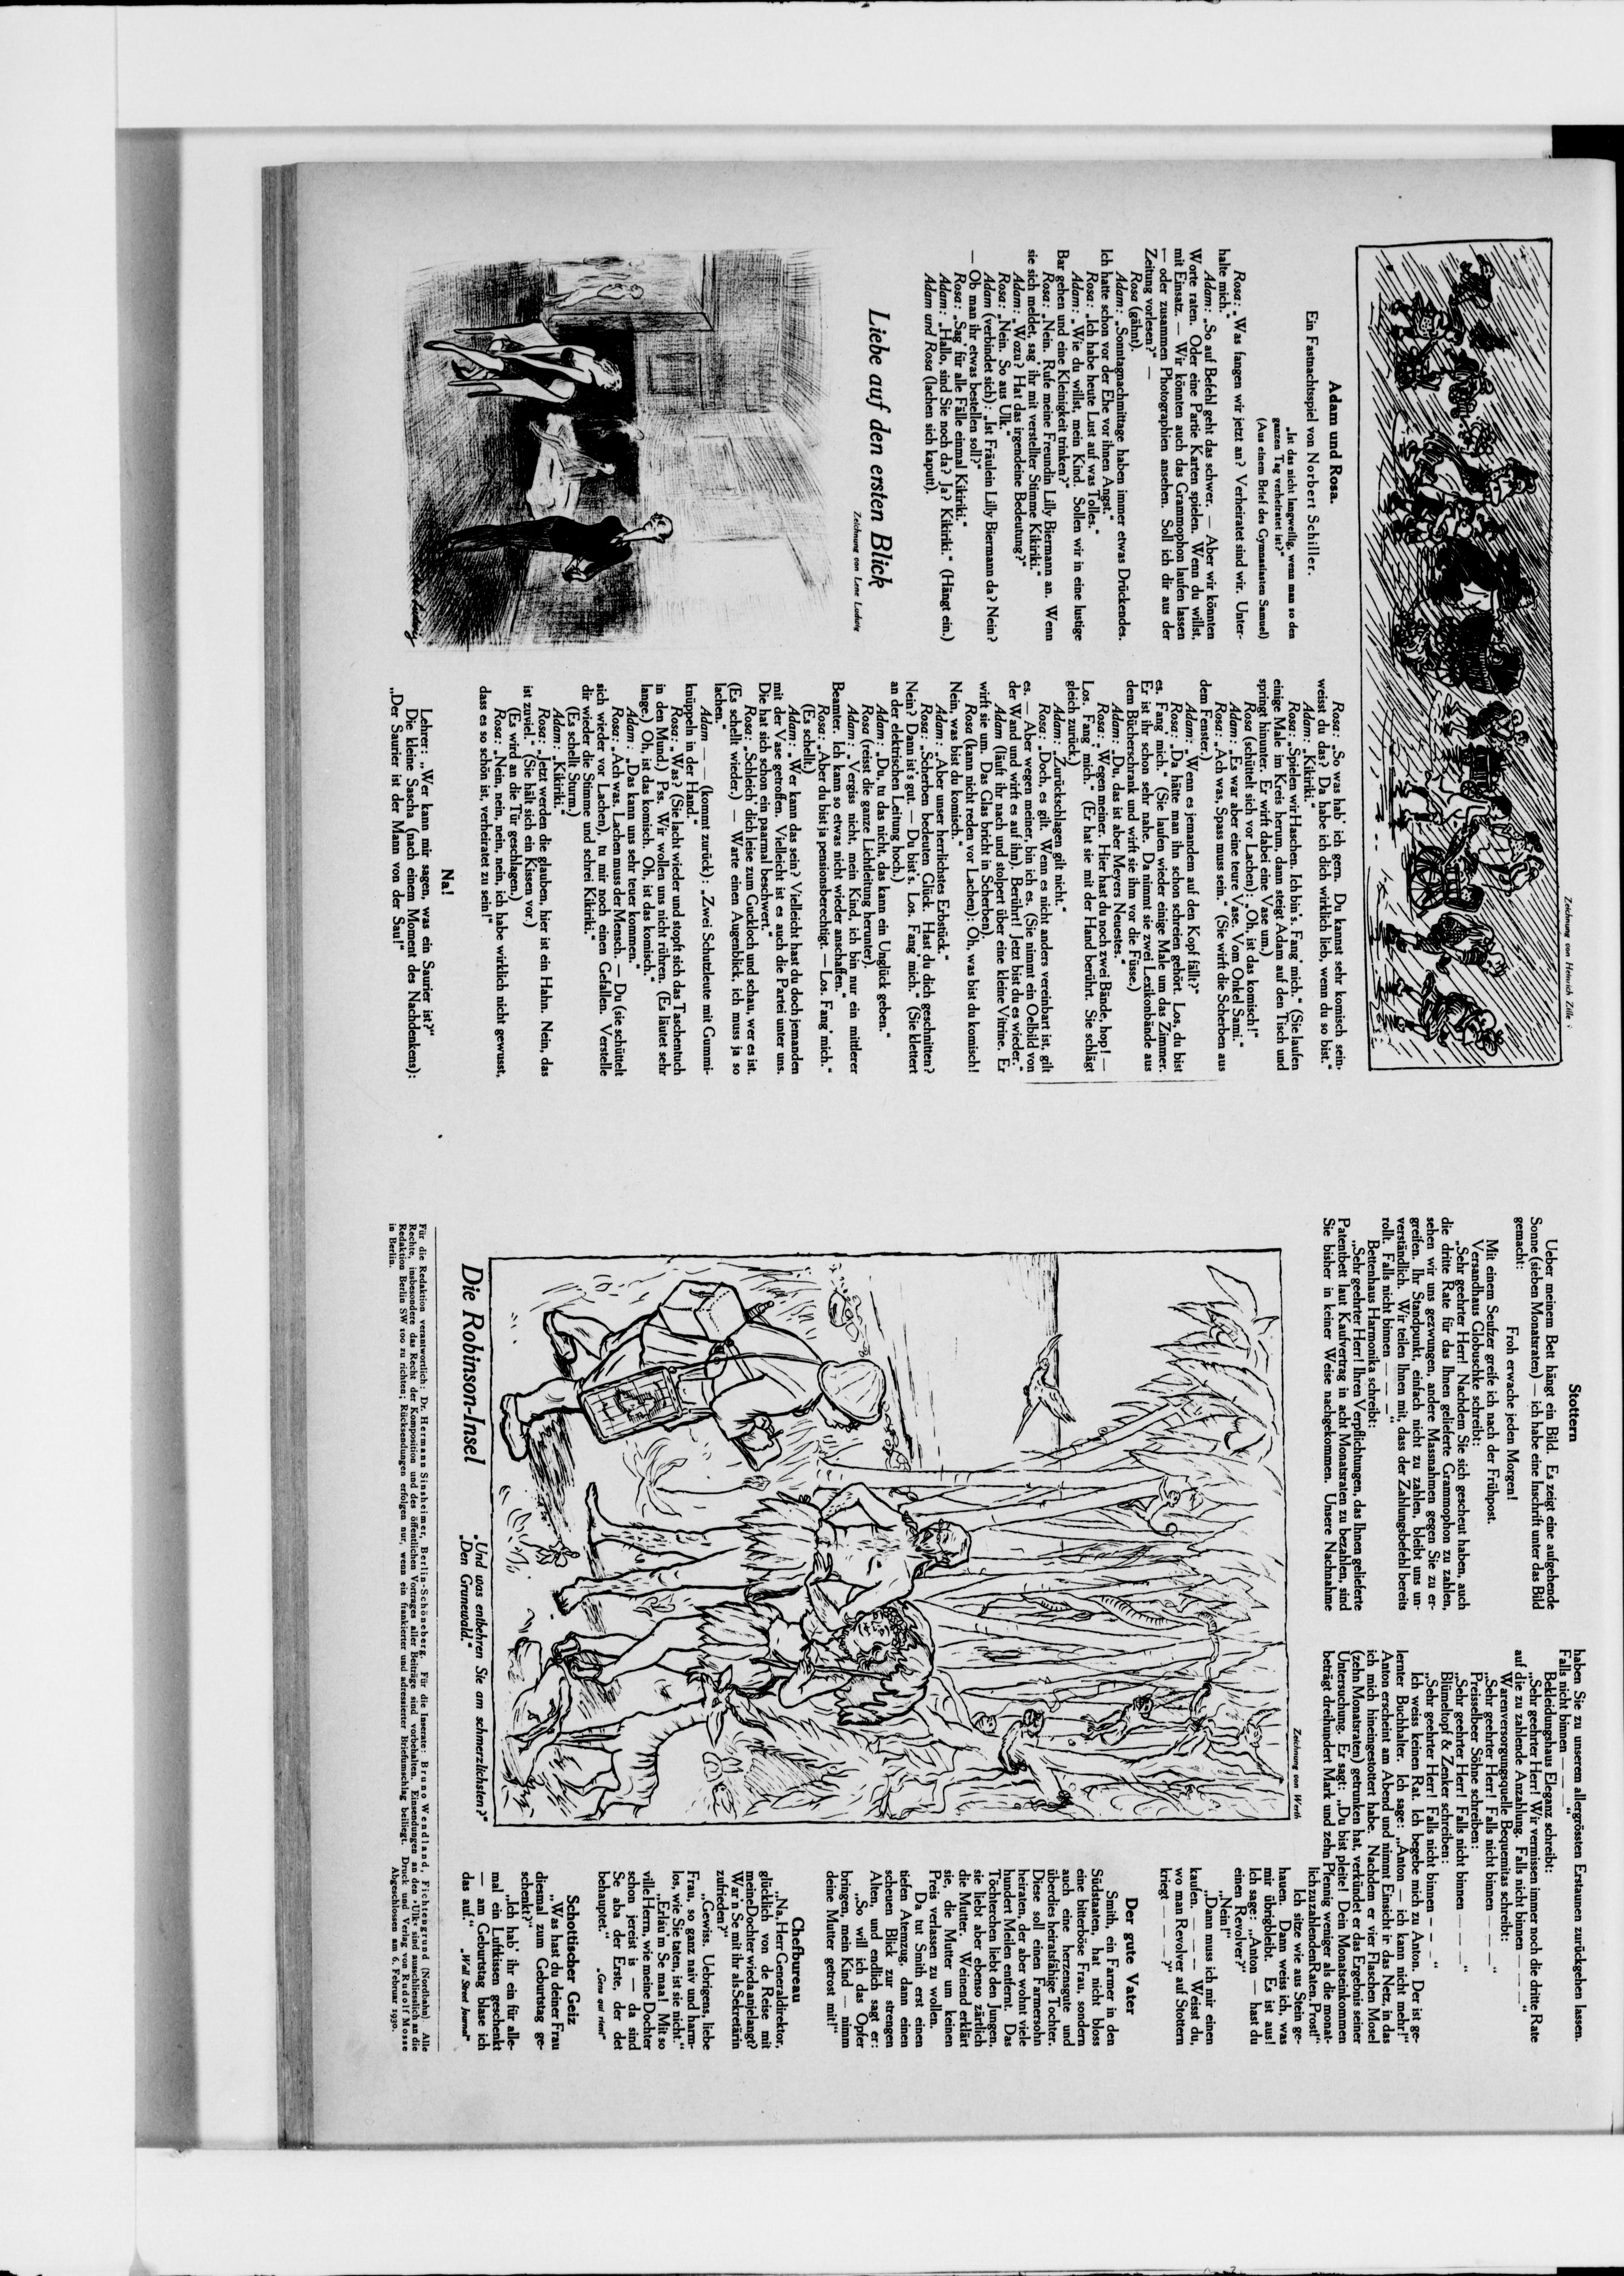 Zeichnung von Heinrich Zille †
Adam und Rosa.
Ein Fastnachtsspiel von Norbert Schiller.
„Ist das nicht langweilig, wenn man so den
ganzen Tag verheiratet ist?“
(Aus einem Brief des Gymnasiasten Samuel)
Rosa: „Was fangen wir jetzt an? Verheiratet sind wir. Unter-
halte mich.“
Adam: „So auf Befehl geht das schwer. — Aber wir könnten
Worte raten. Oder eine Partie Karten spielen. Wenn du willst,
mit Einsatz. — Wir könnten auch das Grammophon laufen lassen
— oder zusammen Photographien ansehen. Soll ich dir aus der
Zeitung vorlesen?“ —
Rosa (gähnt).
Adam: „Sonntagnachmittage haben immer etwas Drückendes.
Ich hatte schon vor der Ehe vor ihnen Angst.“
Rosa: „Ich habe heute Lust auf was Tolles.“
Adam: „Wie du willst, mein Kind. Sollen wir in eine lustige
Bar gehen und eine Kleinigkeit trinken?“
Rosa: „Nein. Rufe meine Freundin Lilly Biermann an. Wenn
sie sich meldet, sag’ ihr mit verstellter Stimme Kikiriki.“
Adam: „Wozu? Hat das irgendeine Bedeutung?“
Rosa: „Nein. So aus Ulk.“
Adam (verbindet sich): „Ist Fräulein Lilly Biermann da? Nein?
— Ob man ihr etwas bestellen soll?“
Rosa: „Sag’ für alle Fälle einmal Kikiriki.“
Adam: „Hallo, sind Sie noch da? Ja? Kikiriki.“ (Hängt ein.)
Adam und Rosa (lachen sich kaputt).
Liebe auf den ersten Blick
Zeichnung von Lene Ludwig
Rosa: „So was hab’ ich gern. Du kannst sehr komisch sein,
weisst du das? Da habe ich dich wirklich lieb, wenn du so bist.“
Adam: „Kikiriki.“
Rosa: „Spielen wir Haschen. Ich bin’s. Fang’ mich.“ (Sie laufen
einige Male im Kreis herum, dann steigt Adam auf den Tisch und
springt hinunter. Er wirft dabei eine Vase um.)
Rosa (schüttelt sich vor Lachen): „Oh, ist das komisch!“
Adam: „Es war aber eine teure Vase. Vom Onkel Sami.“
Rosa: „Ach was, Spass muss sein.“ (Sie wirft die Scherben aus
dem Fenster.)
Adam: „Wenn es jemandem auf den Kopf fällt?“
Rosa: „Da hätte man ihn schon schreien gehört. Los, du bist
es. Fang’ mich.“ (Sie laufen wieder einige Male um das Zimmer.
Er ist ihr schon sehr nahe. Da nimmt sie zwei Lexikonbände aus
dem Bücherschrank und wirft sie ihm vor die Füsse.)
Adam: „Du, das ist aber Meyers Neuestes.“
Rosa: „Wegen meiner. Hier hast du noch zwei Bände, hop! —
Los. Fang’ mich.“ (Er hat sie mit der Hand berührt. Sie schlägt
gleich zurück.)
Adam: „Zurückschlagen gilt nicht.“
Rosa: „Doch, es gilt. Wenn es nicht anders vereinbart ist, gilt
es. — Aber wegen meiner, bin ich es. (Sie nimmt ein Oelbild von
der Wand und wirft es auf ihn). Berührt! Jetzt bist du es wieder.“
Adam (läuft ihr nach und stolpert über eine kleine Vitrine. Er
wirft sie um. Das Glas bricht in Scherben).
Rosa (kann nicht reden vor Lachen): Oh, was bist du komisch!
Nein, was bist du komisch.“
Adam: „Aber unser herrlichstes Erbstück.“
Rosa: „Scherben bedeuten Glück. Hast du dich geschnitten?
Nein? Dann ist’s gut. — Du bist’s. Los. Fang’ mich.“ (Sie klettert
an der elektrischen Leitung hoch.)
Adam: „Du, tu das nicht, das kann ein Unglück geben.“
Rosa (reisst die ganze Lichtleitung herunter).
Adam: „Vergiss nicht, mein Kind, ich bin nur ein mittlerer
Beamter. Ich kann so etwas nicht wieder anschaffen.“
Rosa: „Aber du bist ja pensionsberechtigt. — Los. Fang’ mich.“
(Es schellt.)
Adam: „Wer kann das sein? Vielleicht hast du doch jemanden
mit der Vase getroffen. Vielleicht ist es auch die Partei unter uns.
Die hat sich schon ein paarmal beschwert.“
Rosa: „Schleich’ dich leise zum Guckloch und schau, wer es ist.
(Es schellt wieder.) — Warte einen Augenblick, ich muss ja so
lachen.“
Adam — — (kommt zurück): „Zwei Schutzleute mit Gummi-
knüppeln in der Hand.“
Rosa: „Was? (Sie lacht wieder und stopft sich das Taschentuch
in den Mund.) Pss. Wir wollen uns nicht rühren. (Es läutet sehr
lange.) Oh, ist das komisch. Oh, ist das komisch.“
Adam: „Das kann uns sehr teuer kommen.“
Rosa: „Ach was. Lachen muss der Mensch. — Du (sie schüttelt
sich wieder vor Lachen), tu mir noch einen Gefallen. Verstelle
dir wieder die Stimme und schrei Kikiriki.“
(Es schellt Sturm.)
Adam: „Kikiriki.“
Rosa: „Jetzt werden die glauben, hier ist ein Hahn. Nein, das
ist zuviel.“ (Sie hält sich ein Kissen vor.)
(Es wird an die Tür geschlagen.)
Rosa: „Nein, nein, nein, nein, ich habe wirklich nicht gewusst,
dass es so schön ist, verheiratet zu sein!“
Na!
Lehrer: „Wer kann mir sagen, was ein Saurier ist?“
Die kleine Sascha (nach einem Moment des Nachdenkens):
„Der Saurier ist der Mann von der Sau!“
Stottern
Ueber meinem Bett hängt ein Bild. Es zeigt eine aufgehende
Sonne (sieben Monatsraten) — ich habe eine Inschrift unter das Bild
gemacht:
Froh erwache jeden Morgen!
Mit einem Seufzer greife ich nach der Frühpost.
Versandhaus Globuschke schreibt:
„Sehr geehrter Herr! Nachdem Sie sich gescheut haben, auch
die dritte Rate für das Ihnen gelieferte Grammophon zu zahlen,
sehen wir uns gezwungen, andere Massnahmen gegen Sie zu er-
greifen. Ihr Standpunkt, einfach nicht zu zahlen, bleibt uns un-
verständlich. Wir teilen Ihnen mit, dass der Zahlungsbefehl bereits
rollt. Falls nicht binnen — — —“
Bettenhaus Harmonika schreibt:
„Sehr geehrter Herr! Ihren Verpflichtungen, das Ihnen gelieferte
Patentbett laut Kaufvertrag in acht Monatsraten zu bezahlen, sind
Sie bisher in keiner Weise nachgekommen. Unsere Nachnahme
haben Sie zu unserem allergrössten Erstaunen zurückgehen lassen.
Falls nicht binnen — — —“
Bekleidungshaus Eleganz schreibt:
„Sehr geehrter Herr! Wir vermissen immer noch die dritte Rate
auf die zu zahlende Anzahlung. Falls nicht binnen — — —“
Warenversorgungsquelle Bequemitas schreibt:
„Sehr geehrter Herr! Falls nicht binnen — — —“
Preisselbeer Söhne schreiben:
„Sehr geehrter Herr! Falls nicht binnen — — —“
Blümeltopf & Zenker schreiben:
„Sehr geehrter Herr! Falls nicht binnen — — —“
Ich weiss keinen Rat. Ich begebe mich zu Anton. Der ist ge-
lernter Buchhalter. Ich sage: „Anton — ich kann nicht mehr!“
Anton erscheint am Abend und nimmt Einsicht in das Netz, in das
ich mich hineingestottert habe. Nachdem er vier Flaschen Mosel
(zehn Monatsraten) getrunken hat, verkündet er das Ergebnis seiner
Untersuchung. Er sagt: „Du bist pleite! Dein Monatseinkommen
beträgt dreihundert Mark und zehn Pfennig weniger als die monat-
lich zu zahlenden Raten. Prost!“
Ich sitze wie aus Stein ge-
hauen. Dann weiss ich, was
mir übrigbleibt. Es ist aus!
Ich sage: „Anton — hast du
einen Revolver?“
„Nein!“
„Dann muss ich mir einen
kaufen. — — — Weisst du,
wo man Revolver auf Stottern
kriegt — — —?“
Der gute Vater
Smith, ein Farmer in den
Südstaaten, hat nicht bloss
eine bitterböse Frau, sondern
auch eine herzensgute und
überdies heiratsfähige Tochter.
Diese soll einen Farmersohn
heiraten, der aber wohnt viele
hundert Meilen entfernt. Das
Töchterchen liebt den Jungen,
sie liebt aber ebenso zärtlich
die Mutter. Weinend erklärt
sie, die Mutter um keinen
Preis verlassen zu wollen.
Da tut Smith erst einen
tiefen Atemzug, dann einen
scheuen Blick zur strengen
Alten, und endlich sagt er:
„So will ich das Opfer
bringen, mein Kind — nimm
deine Mutter getrost mit!“
Chefbureau
„Na, Herr Generaldirektor,
glücklich von de Reise mit
meine Dochter wieda anjelangt?
War’n Se mit ihr als Sekretärin
zufrieden?“
„Gewiss. Uebrigens, liebe
Frau, so ganz naiv und harm-
los, wie Sie taten, ist sie nicht.“
„Erlau’m Se maa! Mit so
ville Herrn, wie meine Dochter
schon jereist is — da sind
Se aba der Erste, der det
behauptet.“
„Gens qui rient“
Schottischer Geiz
„Was hast du deiner Frau
diesmal zum Geburtstag ge-
schenkt?“
„Ich hab’ ihr ein für alle-
mal ein Luftkissen geschenkt
— am Geburtstag blase ich
das auf.“
„Wall Street Journal“
Zeichnung von Werth
Die Robinson-Insel
„Und was entbehren Sie am schmerzlichsten?“
„Den Grunewald.“
Für die Redaktion verantwortlich: Dr. Hermann Sinsheimer, Berlin-Schöneberg. Für die Inserate: Bruno Wendland, Fichtengrund (Nordbahn). Alle
Rechte, insbesondere das Recht der Komposition und des öffentlichen Vortrages aller Beiträge sind vorbehalten. Einsendungen an den „Ulk“ sind ausschliesslich an die
Redaktion Berlin SW 100 zu richten; Rücksendungen erfolgen nur, wenn ein frankierter und adressierter Briefumschlag beiliegt. Druck und Verlag von Rudolf Mosse
in Berlin.
Abgeschlossen am 6. Februar 1930.